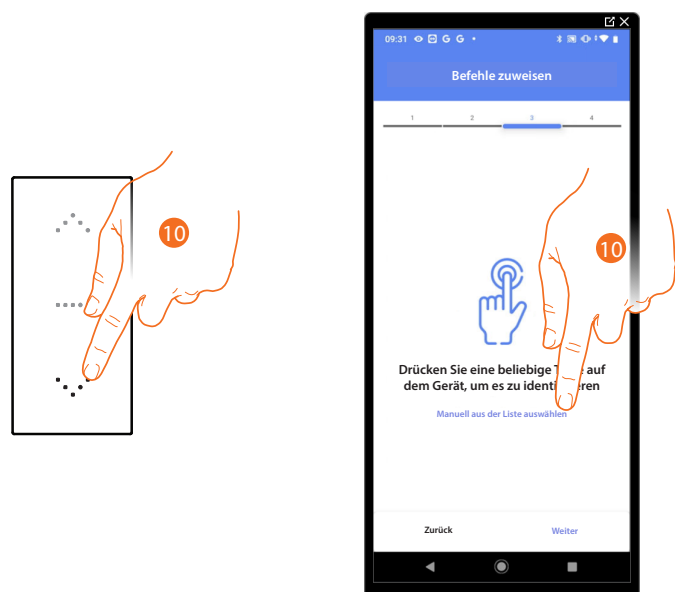 09:31 G G
Befehle zuweisen
1 2 3 4
10
10
Drücken Sie eine beliebige auf
dem Gerät, um es zu
Manuell aus der Liste auswählen
Zurück Weiter